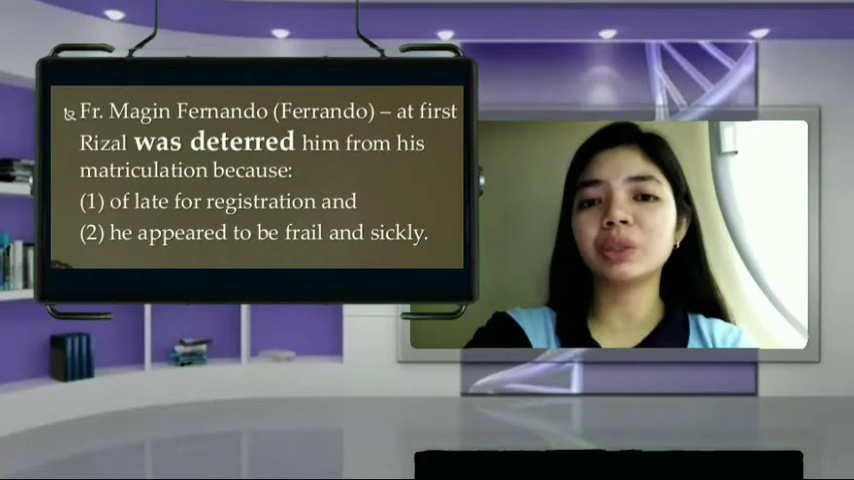 Fr. Magin Fernando (Ferrando) – at first
Rizal was deterred him from his
matriculation because:
(1) of late for registration and
(2) he appeared to be frail and sickly.